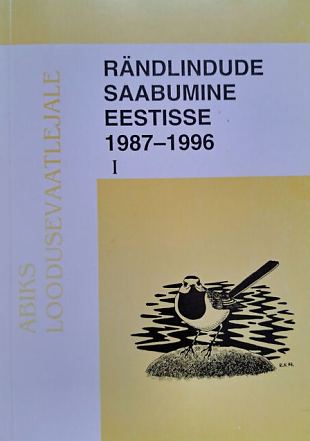 RÄNDLINDUDE
SAABUMINE
EESTISSE
1987–1996
I
ABIKS
LOODUSEVAATLEJALE